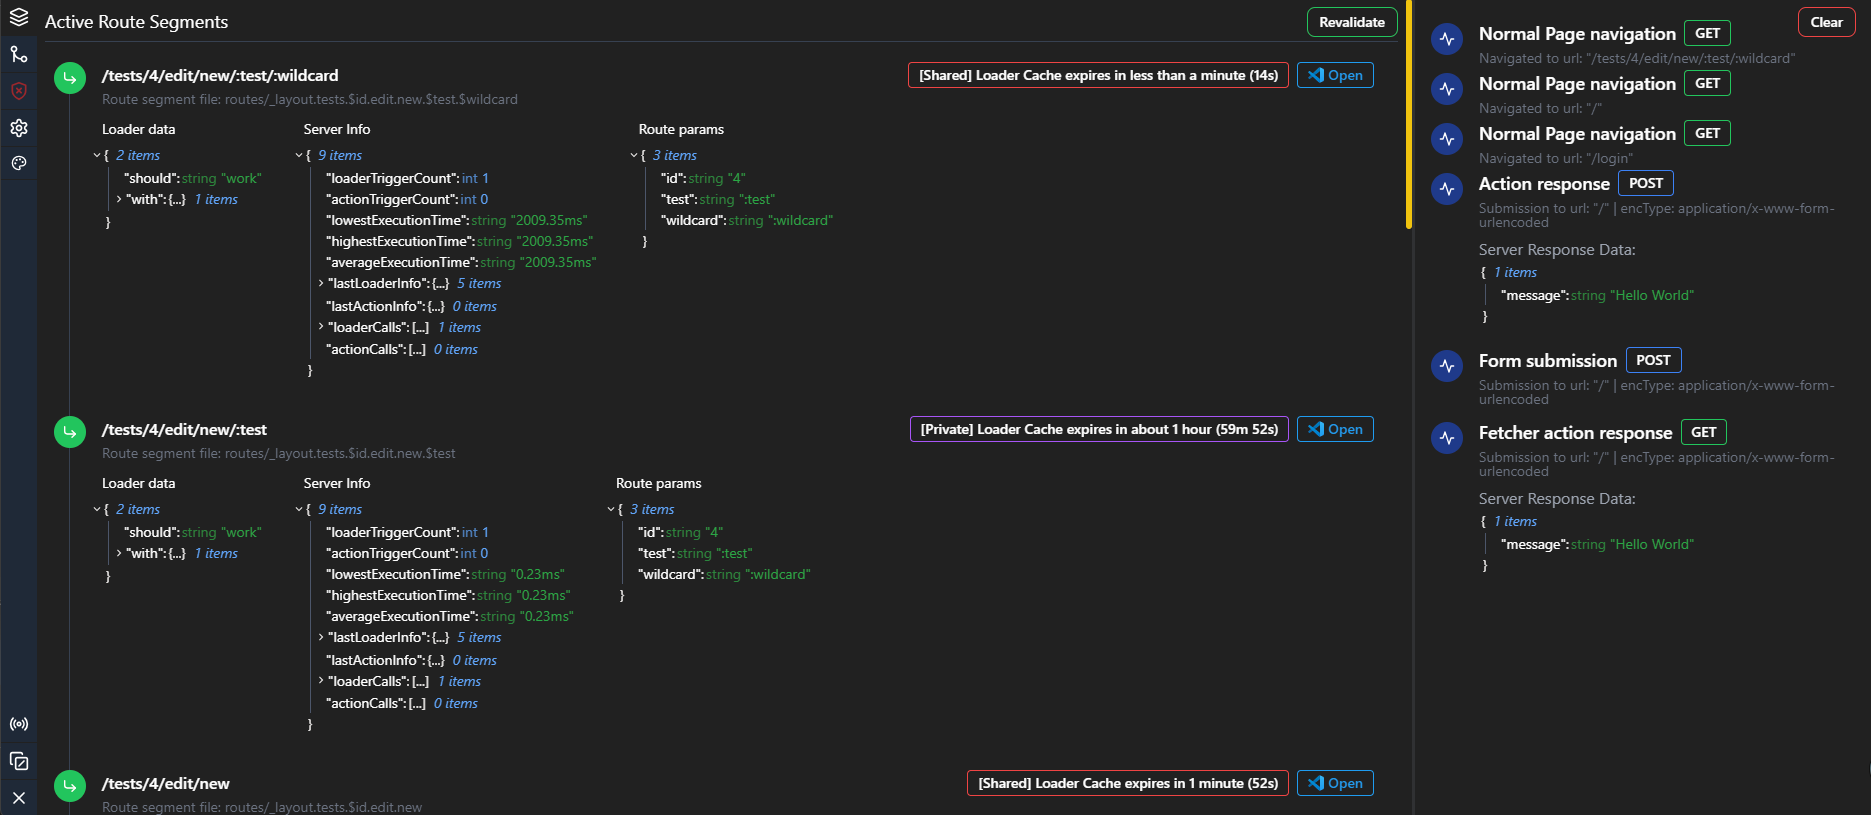 Active Route Segments
Revalidate
/tests/4/edit/new/:test/:wildcard
[Shared] Loader Cache expires in less than a minute (14s)
Open
Route segment file: routes/_layout.tests.$id.edit.new.$test.$wildcard
Loader data
{ 2 items
"should":string "work"
"with":{...} 1 items
}
Server Info
{ 9 items
"loaderTriggerCount":int 1
"actionTriggerCount":int 0
"lowestExecutionTime":string "2009.35ms"
"highestExecutionTime":string "2009.35ms"
"averageExecutionTime":string "2009.35ms"
"lastLoaderInfo":{...} 5 items
"lastActionInfo":{...} 0 items
"loaderCalls":[...] 1 items
"actionCalls":[...] 0 items
}
Route params
{ 3 items
"id":string "4"
"test":string ":test"
"wildcard":string ":wildcard"
}
/tests/4/edit/new/:test
[Private] Loader Cache expires in about 1 hour (59m 52s)
Open
Route segment file: routes/_layout.tests.$id.edit.new.$test
Loader data
{ 2 items
"should":string "work"
"with":{...} 1 items
}
Server Info
{ 9 items
"loaderTriggerCount":int 1
"actionTriggerCount":int 0
"lowestExecutionTime":string "0.23ms"
"highestExecutionTime":string "0.23ms"
"averageExecutionTime":string "0.23ms"
"lastLoaderInfo":{...} 5 items
"lastActionInfo":{...} 0 items
"loaderCalls":[...] 1 items
"actionCalls":[...] 0 items
}
Route params
{ 3 items
"id":string "4"
"test":string ":test"
"wildcard":string ":wildcard"
}
/tests/4/edit/new
[Shared] Loader Cache expires in 1 minute (52s)
Open
Route segment file: routes/_layout.tests.$id.edit.new
Clear
Normal Page navigation GET
Navigated to url: "/tests/4/edit/new/:test/:wildcard"
Normal Page navigation GET
Navigated to url: "/"
Normal Page navigation GET
Navigated to url: "/login"
Action response POST
Submission to url: "/" | encType: application/x-www-form-
urlencoded
Server Response Data:
{ 1 items
"message":string "Hello World"
}
Form submission POST
Submission to url: "/" | encType: application/x-www-form-
urlencoded
Fetcher action response GET
Submission to url: "/" | encType: application/x-www-form-
urlencoded
Server Response Data:
{ 1 items
"message":string "Hello World"
}